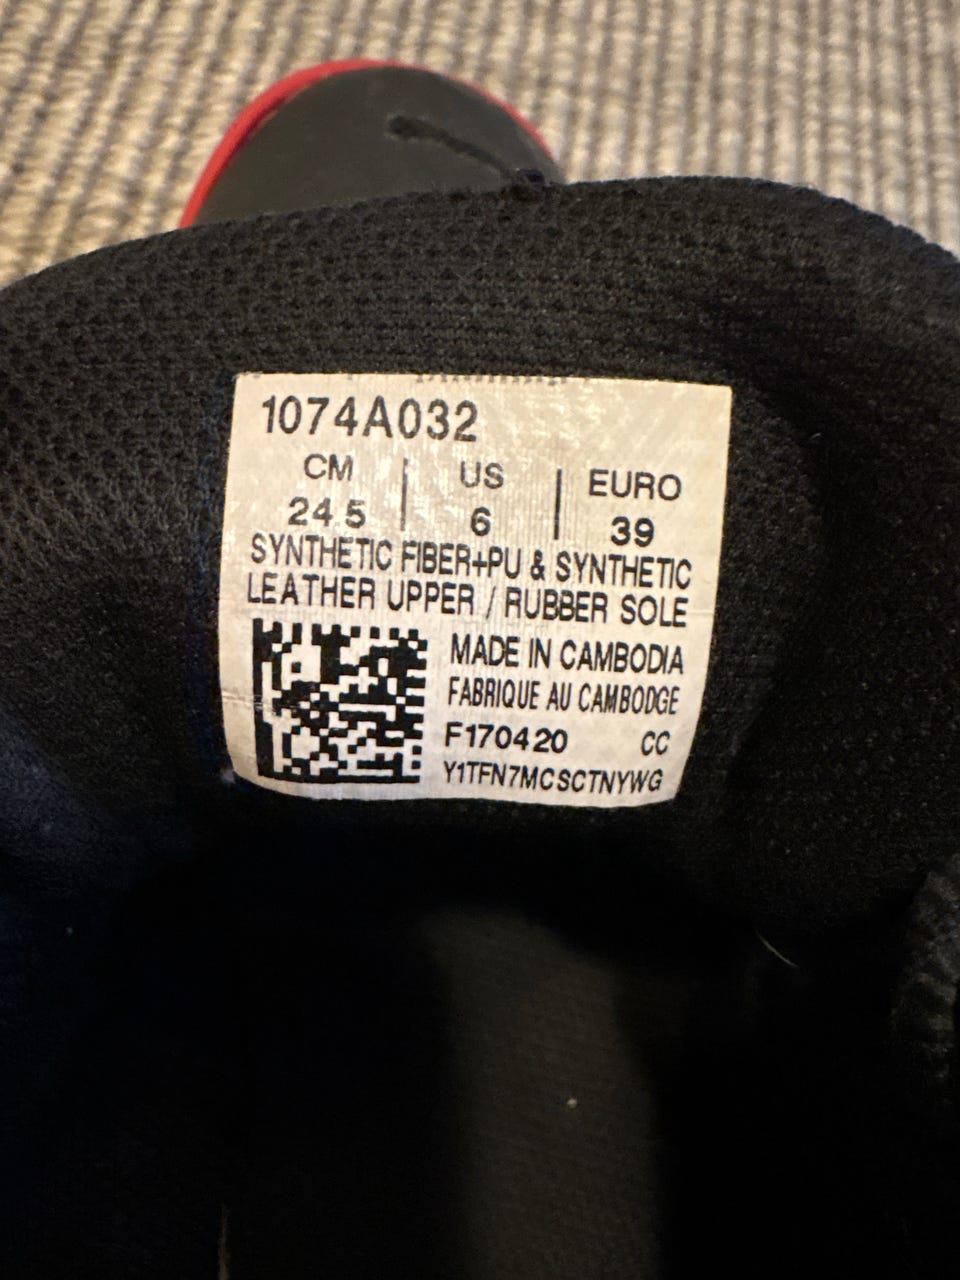 1074A032
CM | US | EURO
24.5 | 6 | 39
SYNTHETIC FIBER+PU & SYNTHETIC
LEATHER UPPER / RUBBER SOLE
MADE IN CAMBODIA
FABRIQUE AU CAMBODGE
F170420 CC
Y1TFN7MCSCTNYWG